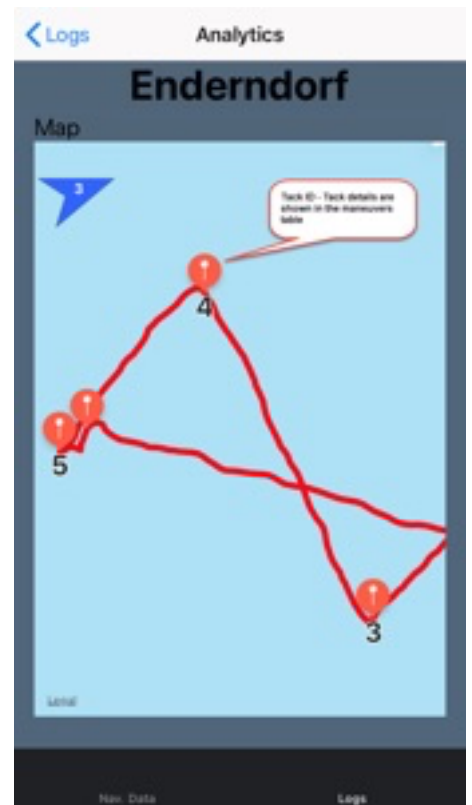 Logs
Analytics
Enderndorf
Map
3
Tack ID - Tack details are
shown in the maneuvers
table
4
5
3
Legal
Nav. Data
Logs